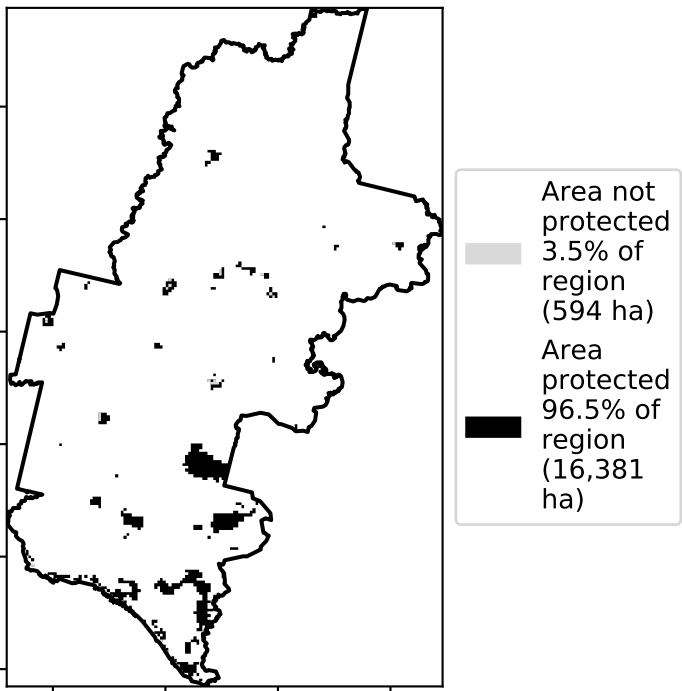 Area not
protected
3.5% of
region
(594 ha)
Area
protected
96.5% of
region
(16,381
ha)